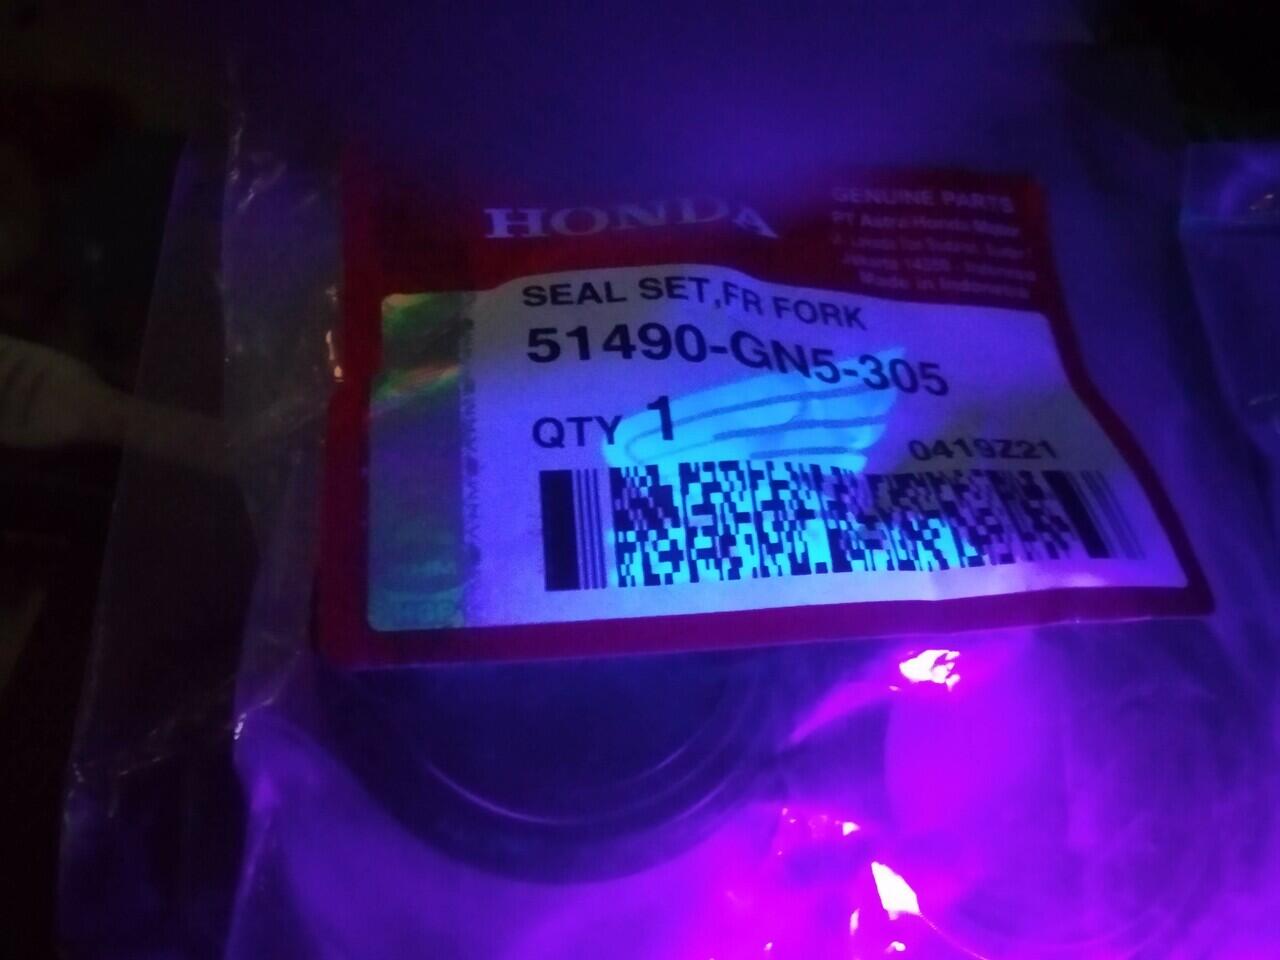 HONDA
GENUINE PARTS
PT Astra Honda Motor
Made in Indonesia
SEAL SET,FR FORK
51490-GN5-305
QTY 1
0419Z21